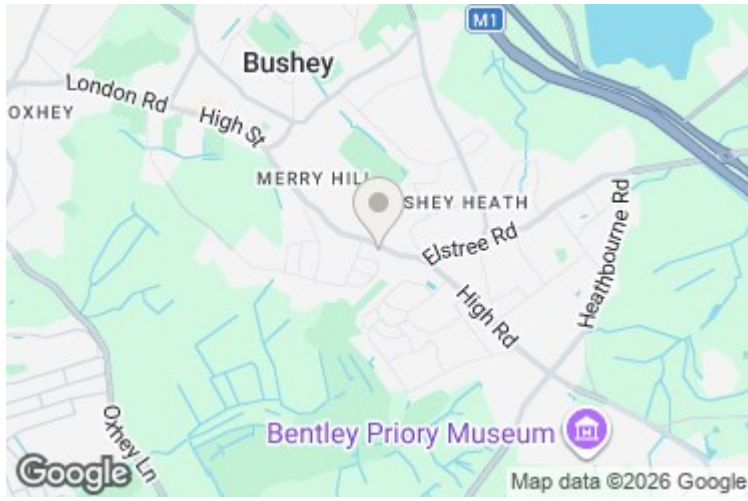 M1
Bushey
London Rd
OXHEY
High St
MERRY HILL
SHEY HEATH
Elstree Rd
Heathbourne Rd
High Rd
Oxhey Ln
Bentley Priory Museum
Google
Map data ©2026 Google